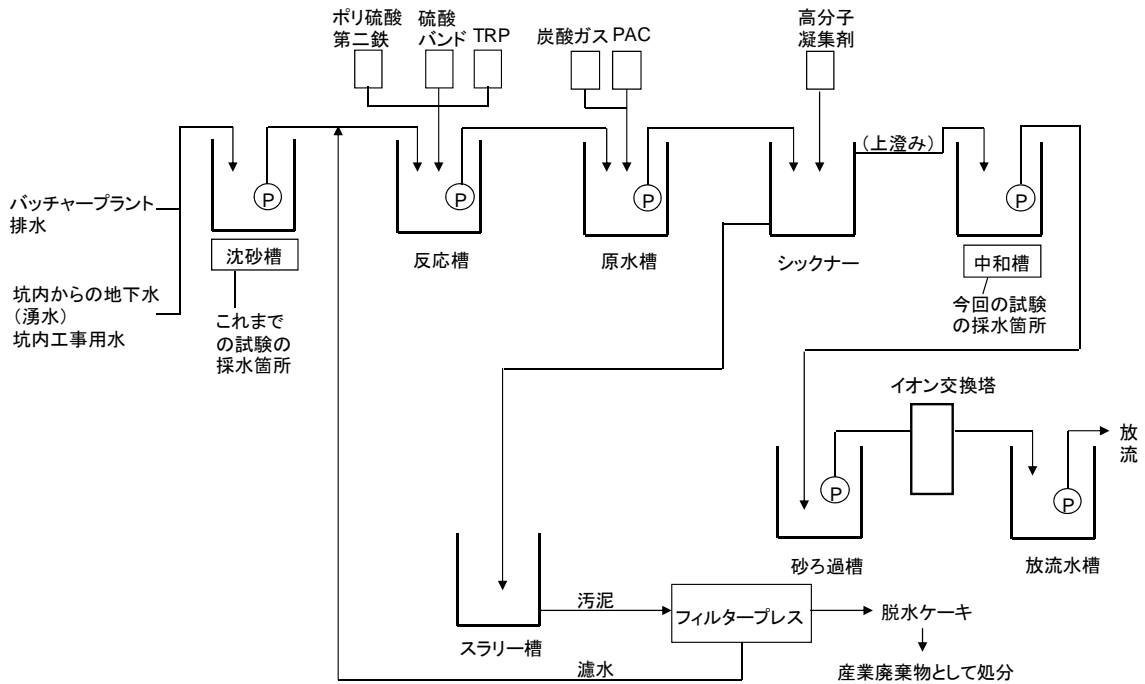 ポリ硫酸
第二鉄
硫酸
バンド
TRP
炭酸ガス
PAC
高分子
凝集剤
(上澄み)
P
P
P
P
バッチャープラント
排水
沈砂槽
反応槽
原水槽
シックナー
中和槽
坑内からの地下水
(湧水)
坑内工事用水
これまで
の試験の
採水箇所
今回の試験
の採水箇所
イオン交換塔
放
流
P
P
砂ろ過槽
放流水槽
汚泥
フィルタープレス
脱水ケーキ
スラリー槽
濾水
産業廃棄物として処分